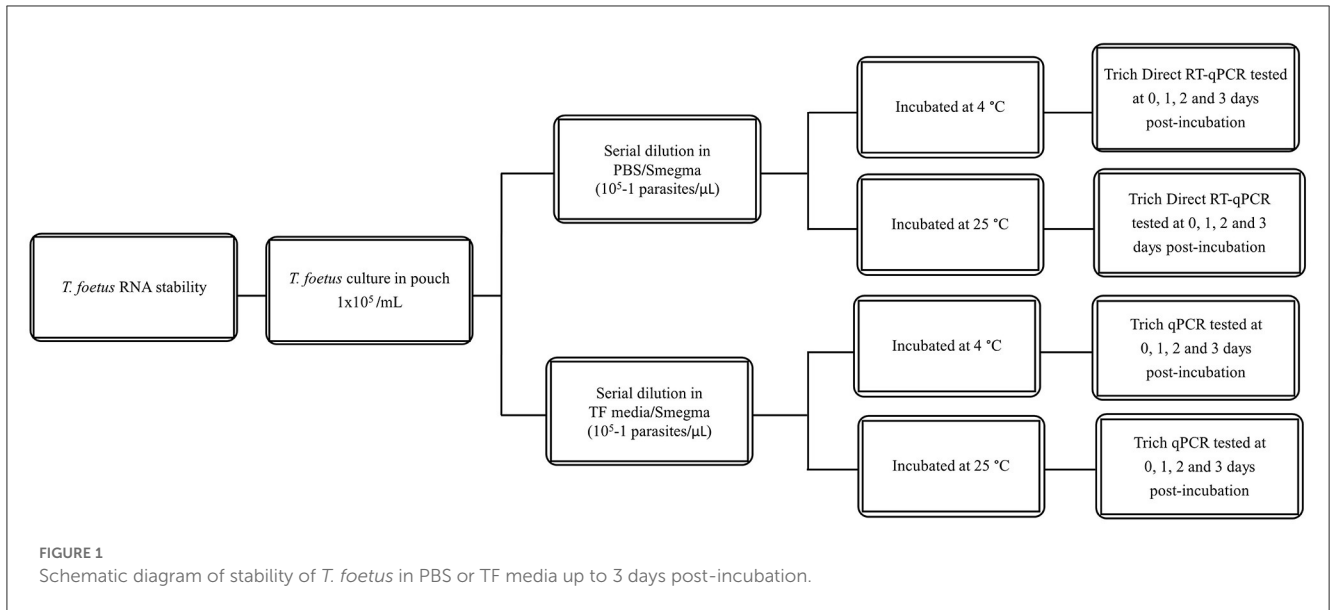 T. foetus RNA stability
T. foetus culture in pouch
1x10⁵/mL
Serial dilution in
PBS/Smegma
(10⁵-1 parasites/μL)
Serial dilution in
TF media/Smegma
(10⁵-1 parasites/μL)
Incubated at 4 °C
Incubated at 25 °C
Incubated at 4 °C
Incubated at 25 °C
Trich Direct RT-qPCR tested
at 0, 1, 2 and 3 days
post-incubation
Trich Direct RT-qPCR
tested at 0, 1, 2 and 3
days post-incubation
Trich qPCR tested at
0, 1, 2 and 3 days
post-incubation
Trich qPCR tested at
0, 1, 2 and 3 days
post-incubation
FIGURE 1
Schematic diagram of stability of T. foetus in PBS or TF media up to 3 days post-incubation.